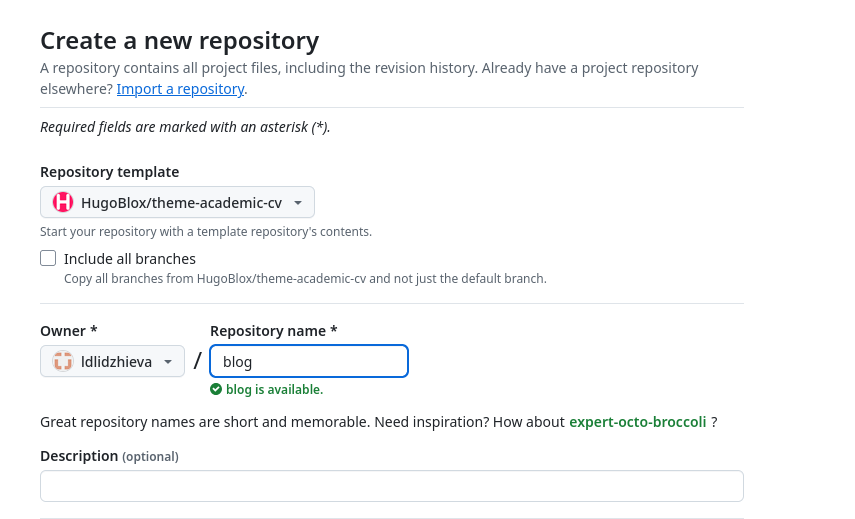 Create a new repository
A repository contains all project files, including the revision history. Already have a project repository
elsewhere? Import a repository.
Required fields are marked with an asterisk (*).
Repository template
HugoBlox/theme-academic-cv
Start your repository with a template repository's contents.
Include all branches
Copy all branches from HugoBlox/theme-academic-cv and not just the default branch.
Owner * Repository name *
ldlidzhieva / blog
blog is available.
Great repository names are short and memorable. Need inspiration? How about expert-octo-broccoli ?
Description (optional)